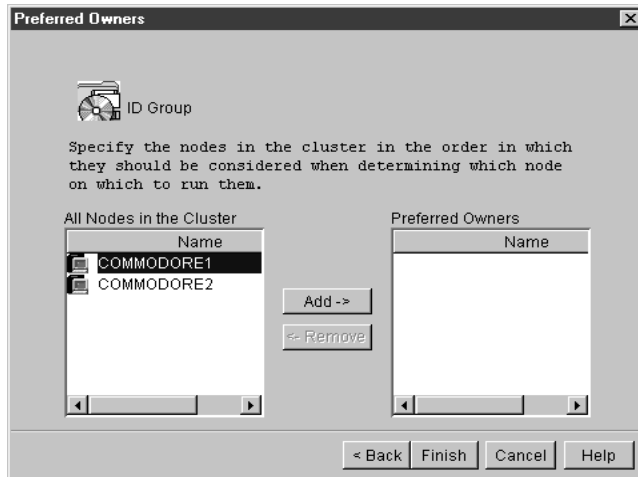 Preferred Owners
ID Group
Specify the nodes in the cluster in the order in which
they should be considered when determining which node
on which to run them.
All Nodes in the Cluster
Name
COMMODORE1
COMMODORE2
Add ->
<- Remove
Preferred Owners
Name
< Back
Finish
Cancel
Help